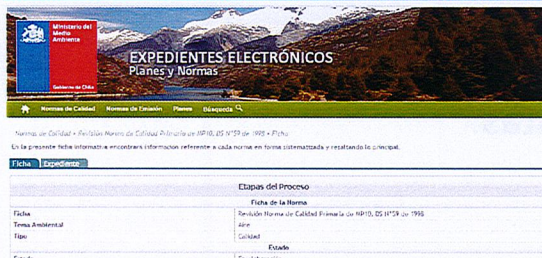 Ministerio del
Medio
Ambiente
Gobierno de Chile
EXPEDIENTES ELECTRÓNICOS
Planes y Normas
Normas de Calidad Normas de Emisión Planes Búsqueda
Normas de Calidad » Revisión Norma de Calidad Primaria de MP10, DS N°59 de 1998 » Ficha
En la presente ficha informativa encontrará información referente a cada norma en forma sistematizada y resaltando lo principal.
Ficha Expediente
Etapas del Proceso
Ficha de la Norma
Ficha Revisión Norma de Calidad Primaria de MP10, DS N°59 de 1998
Tema Ambiental Aire
Tipo Calidad
Estado